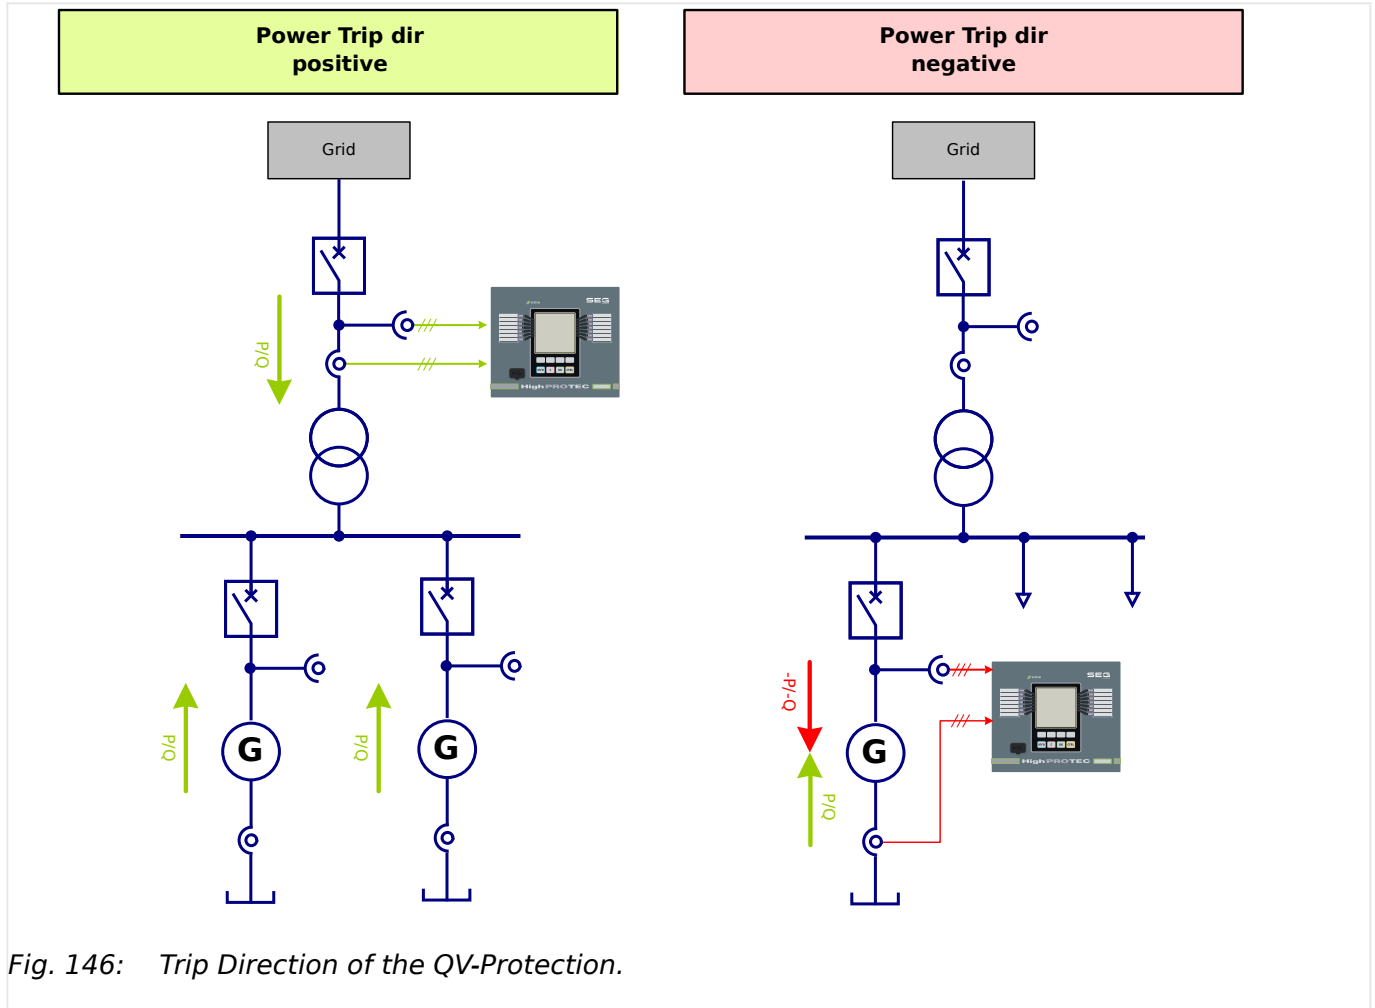 Power Trip dir
positive
Power Trip dir
negative
Grid
Grid
SEG
P/Q
HighPROTEC
P/Q
P/Q
G
G
-P/-Q
SEG
G
P/Q
HighPROTEC
Fig. 146: Trip Direction of the QV-Protection.